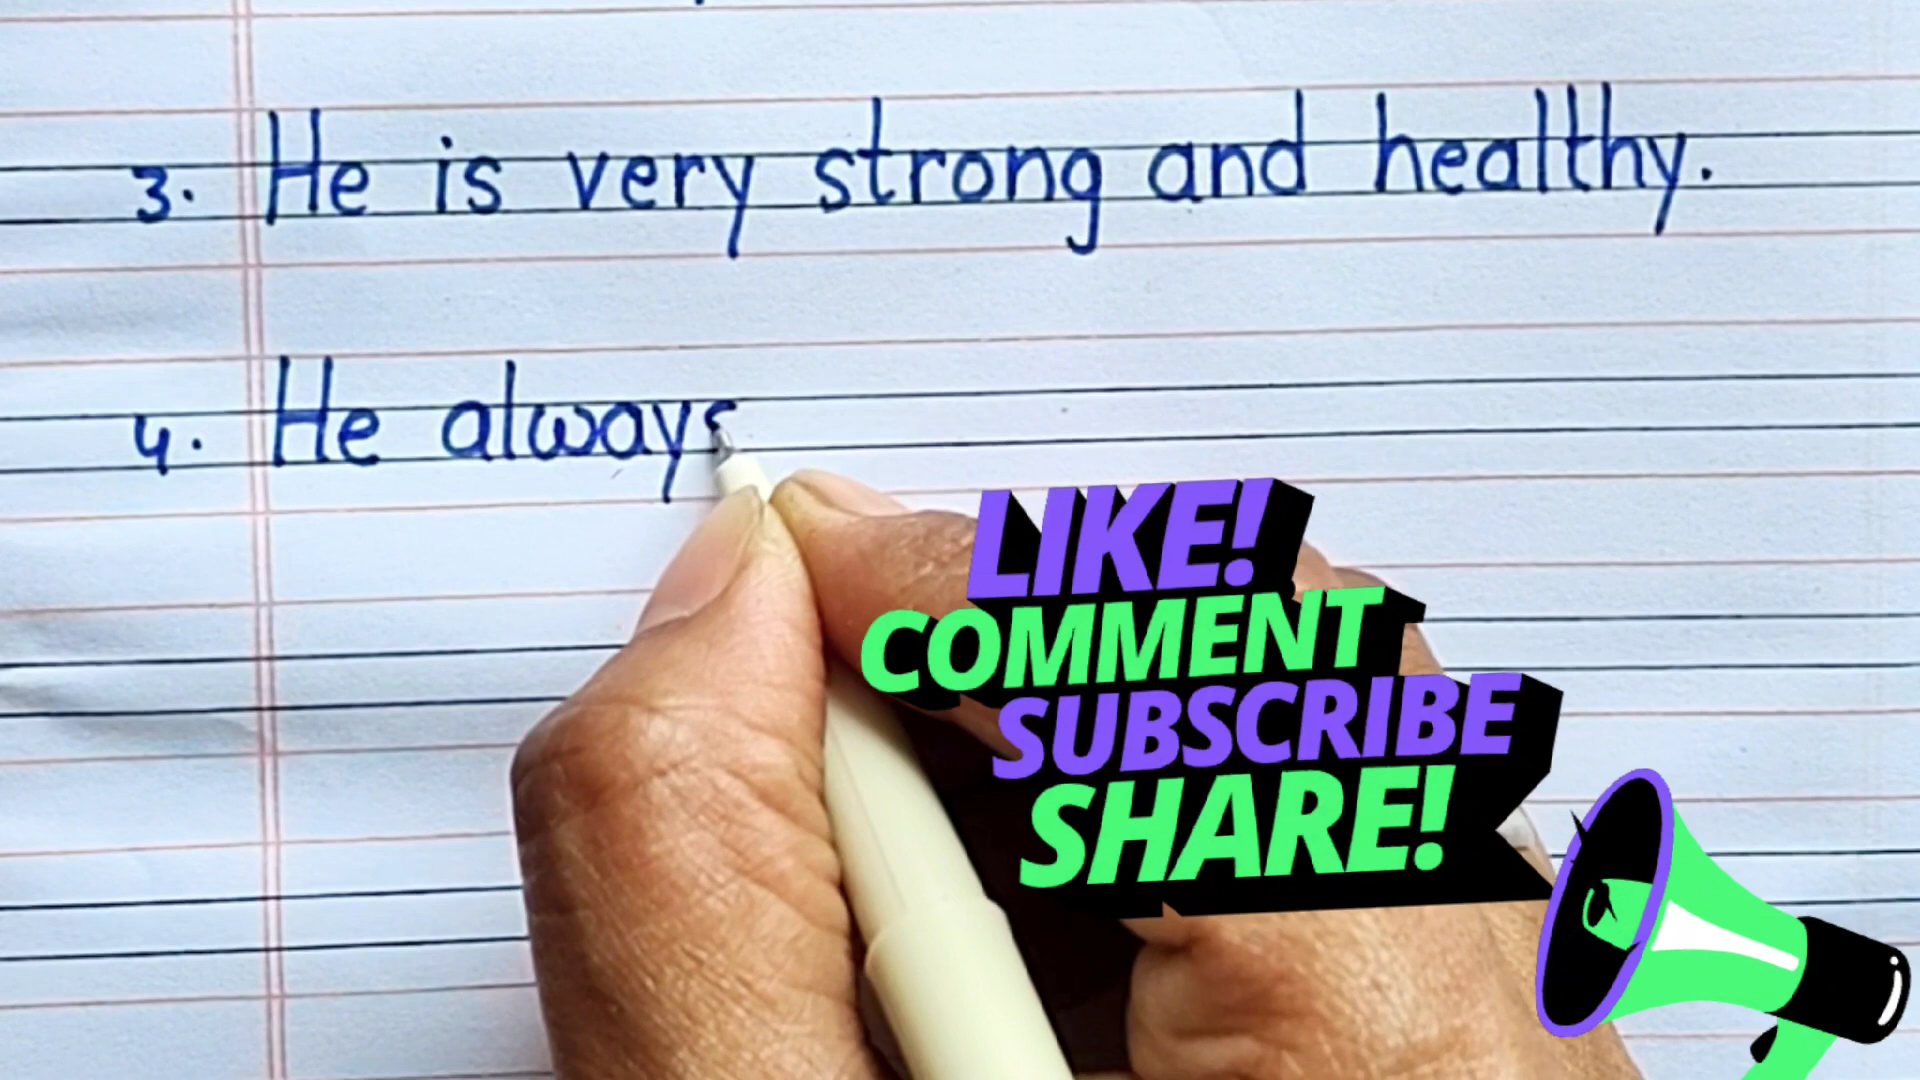 3. He is very strong and healthy.
4. He always
LIKE!
COMMENT
SUBSCRIBE
SHARE!